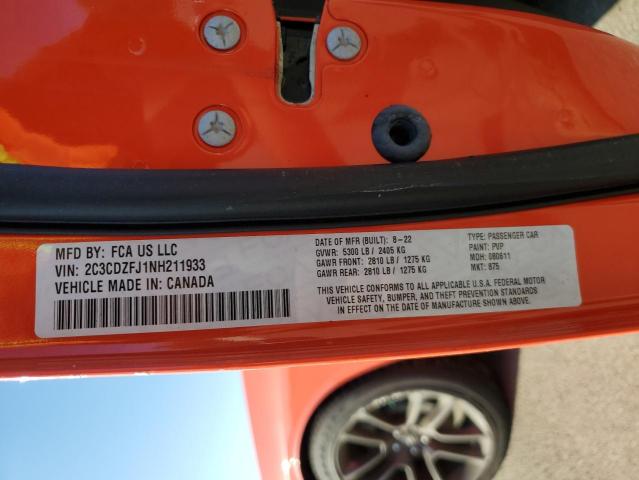 MFD BY: FCA US LLC
VIN: 2C3CDZFJ1NH211933
VEHICLE MADE IN: CANADA
DATE OF MFR (BUILT): 8-22
GVWR: 5300 LB / 2405 KG
GAWR FRONT: 2810 LB / 1275 KG
GAWR REAR: 2810 LB / 1275 KG
TYPE: PASSENGER CAR
PAINT: PVP
MDH: 080611
MKT: 875
THIS VEHICLE CONFORMS TO ALL APPLICABLE U.S.A. FEDERAL MOTOR
VEHICLE SAFETY, BUMPER, AND THEFT PREVENTION STANDARDS
IN EFFECT ON THE DATE OF MANUFACTURE SHOWN ABOVE.